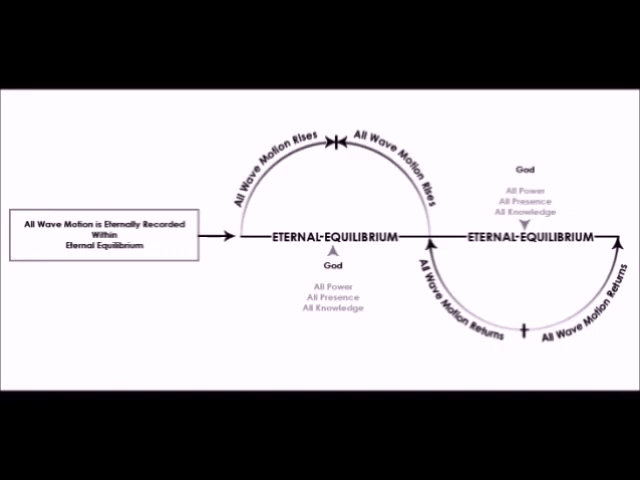 All Wave Motion Rises
All Wave Motion Rises
God
All Power
All Presence
All Knowledge
All Wave Motion is Eternally Recorded
Within
Eternal Equilibrium
ETERNAL-EQUILIBRIUM
ETERNAL-EQUILIBRIUM
God
All Power
All Presence
All Knowledge
All Wave Motion Returns
All Wave Motion Returns